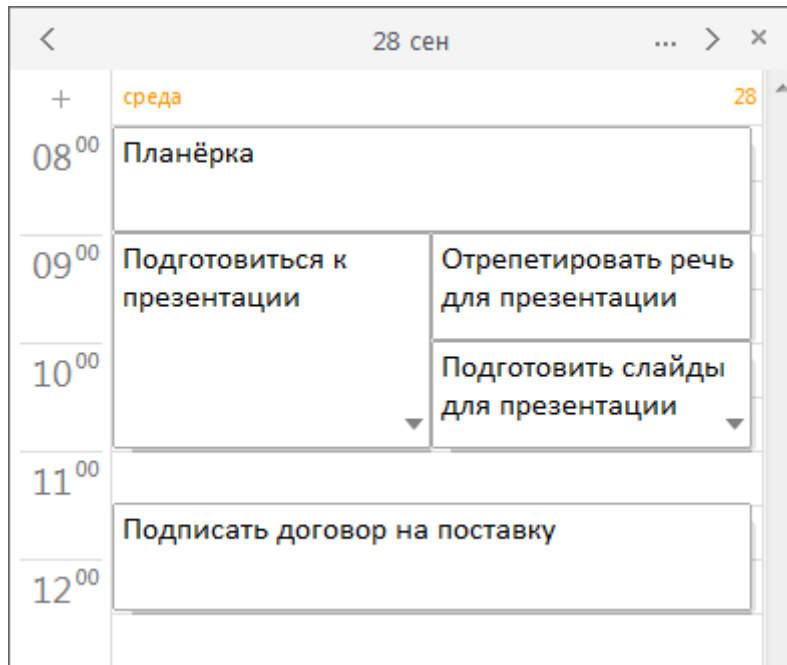 28 сен
...
среда 28
08 00
Планёрка
09 00
Подготовиться к
презентации
Отрепетировать речь
для презентации
10 00
Подготовить слайды
для презентации
11 00
Подписать договор на поставку
12 00